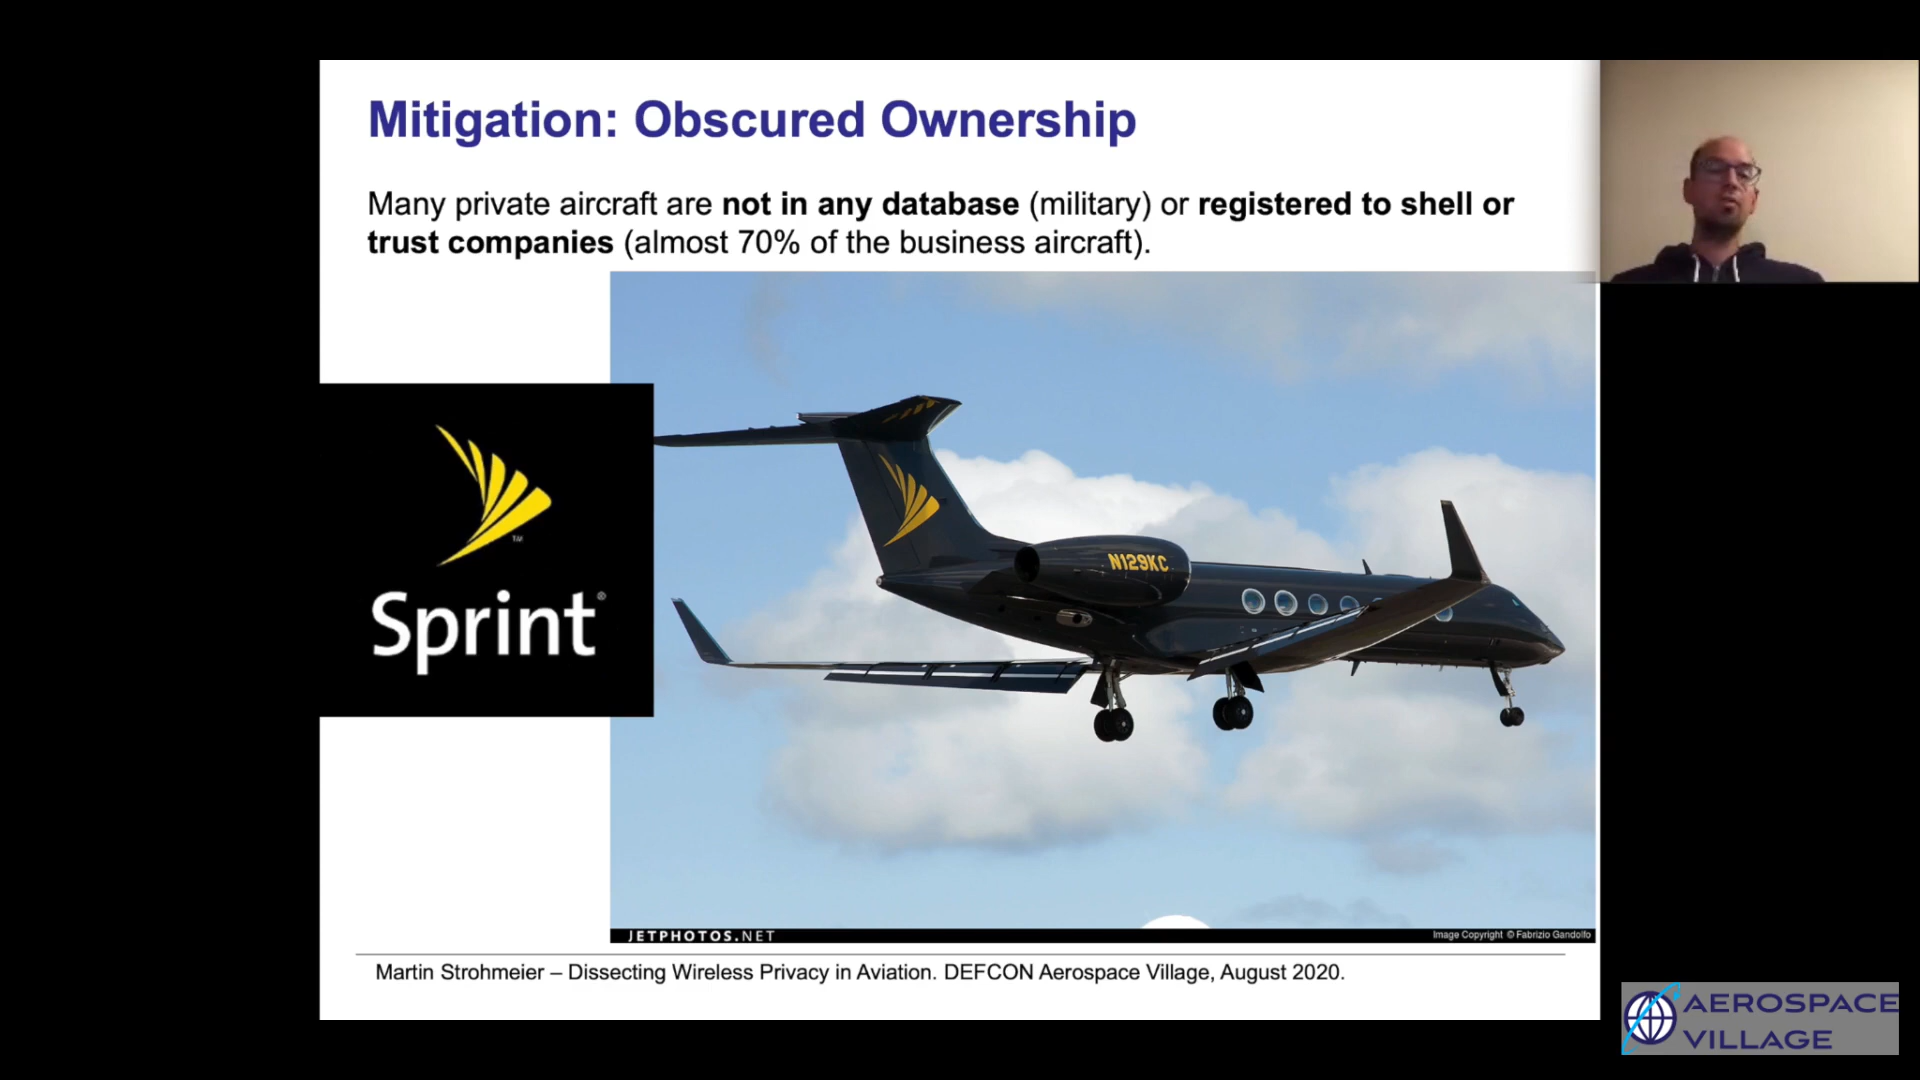 Mitigation: Obscured Ownership
Many private aircraft are not in any database (military) or registered to shell or
trust companies (almost 70% of the business aircraft).
TM
Sprint®
N129KC
JETPHOTOS.NET
Image Copyright © Fabrizio Gandolfo
Martin Strohmeier – Dissecting Wireless Privacy in Aviation. DEFCON Aerospace Village, August 2020.
AEROSPACE
VILLAGE